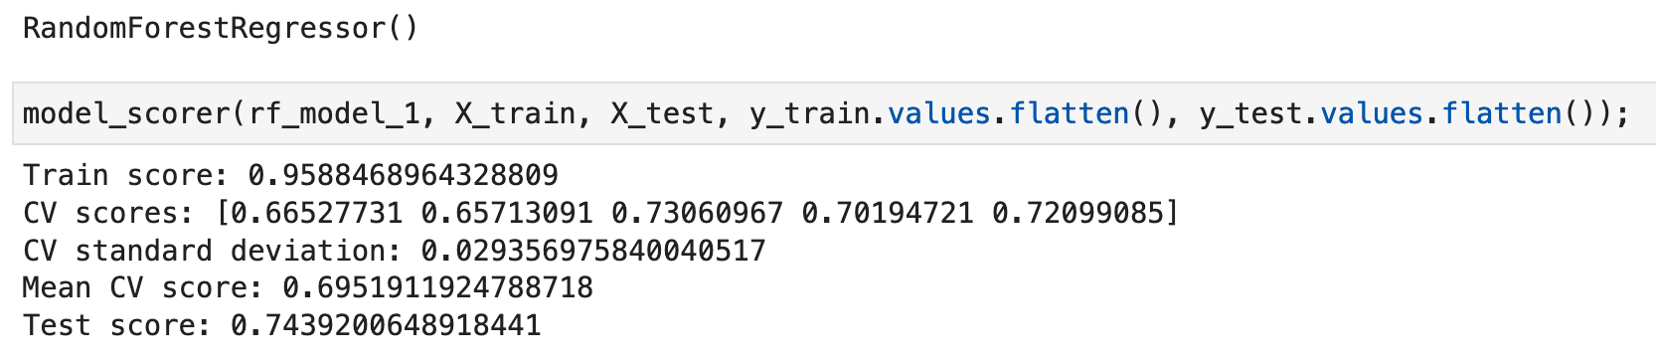 RandomForestRegressor()
model_scorer(rf_model_1, X_train, X_test, y_train.values.flatten(), y_test.values.flatten());
Train score: 0.9588468964328809
CV scores: [0.66527731 0.65713091 0.73060967 0.70194721 0.72099085]
CV standard deviation: 0.029356975840040517
Mean CV score: 0.6951911924788718
Test score: 0.7439200648918441